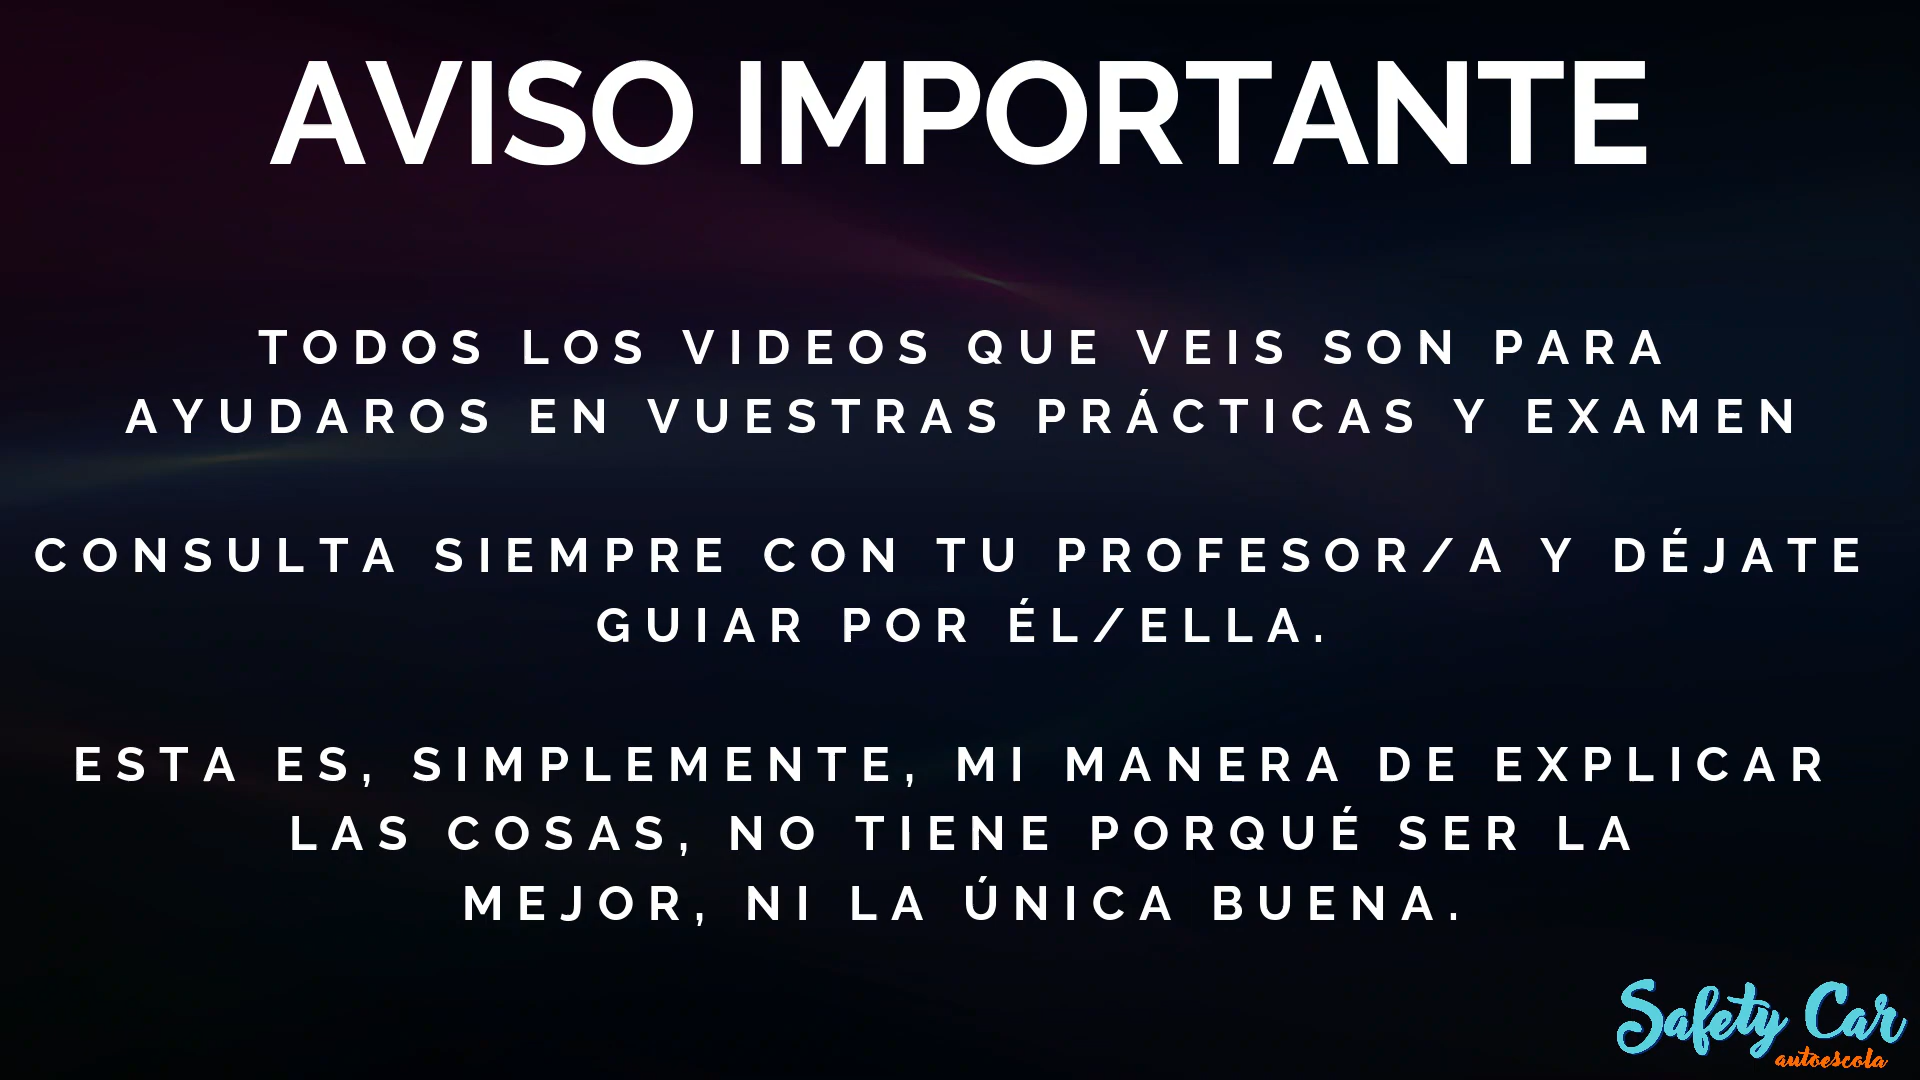 AVISO IMPORTANTE
TODOS LOS VIDEOS QUE VEIS SON PARA
AYUDAROS EN VUESTRAS PRÁCTICAS Y EXAMEN
CONSULTA SIEMPRE CON TU PROFESOR/A Y DÉJATE
GUIAR POR ÉL/ELLA.
ESTA ES, SIMPLEMENTE, MI MANERA DE EXPLICAR
LAS COSAS, NO TIENE PORQUÉ SER LA
MEJOR, NI LA ÚNICA BUENA.
Safety Car
autoescola